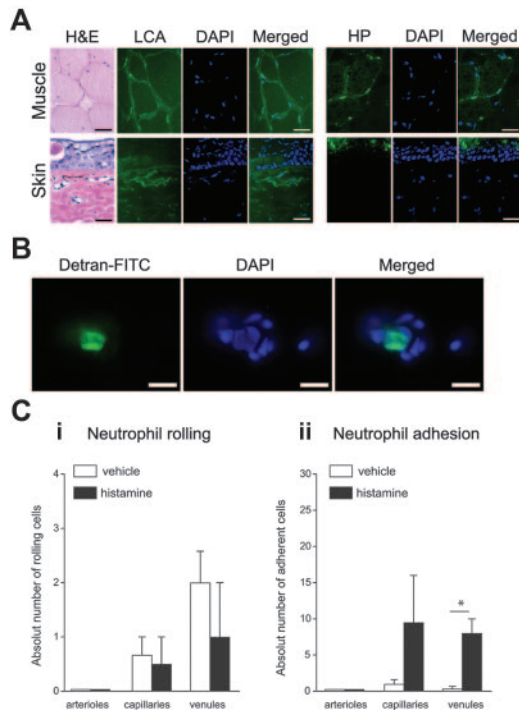 A
H&E LCA DAPI Merged HP DAPI Merged
Muscle
Skin
B
Detran-FITC DAPI Merged
C
i Neutrophil rolling
vehicle
histamine
Absolut number of rolling cells
4
3
2
1
0
arterioles capillaries venules
ii Neutrophil adhesion
vehicle
histamine
Absolut number of adherent cells
30
25
20
15
10
5
0
*
arterioles capillaries venules